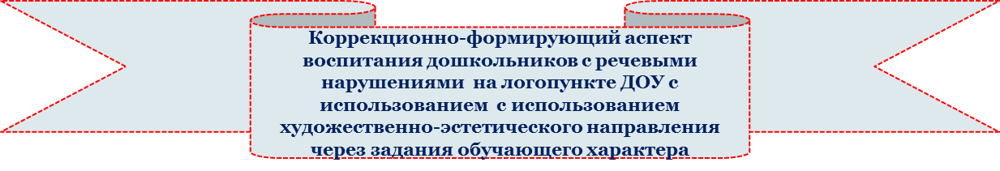 Коррекционно-формирующий аспект
воспитания дошкольников с речевыми
нарушениями на логопункте ДОУ с
использованием с использованием
художественно-эстетического направления
через задания обучающего характера